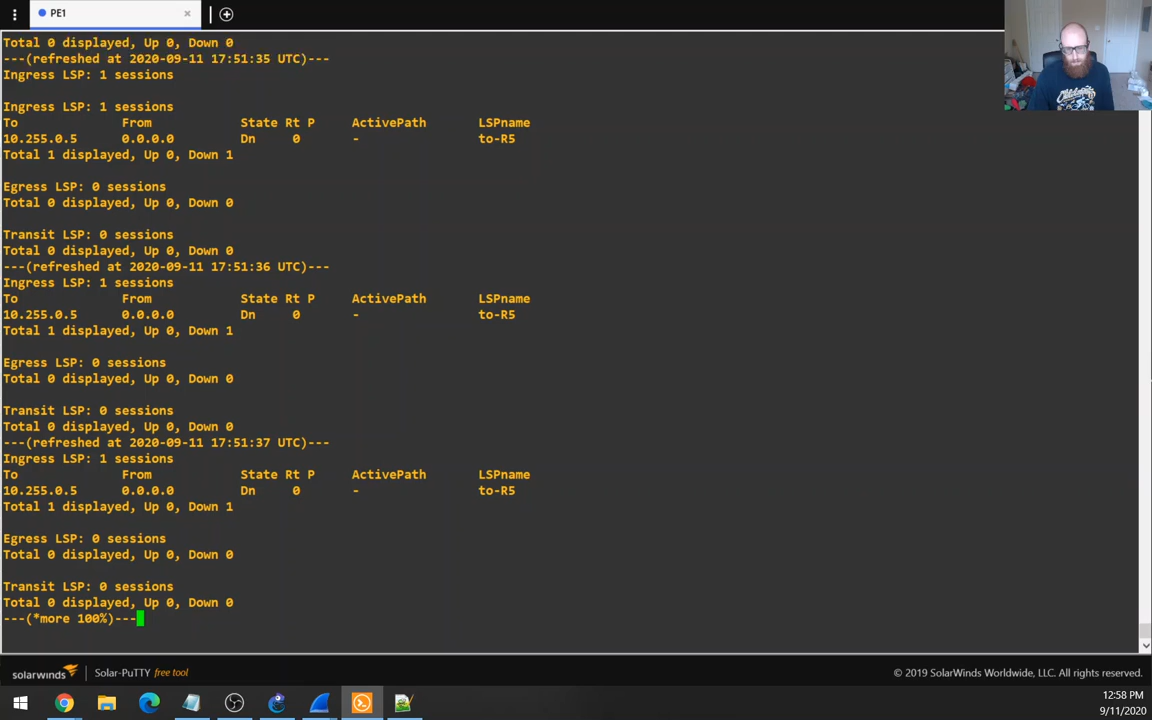 PE1
Total 0 displayed, Up 0, Down 0
---(refreshed at 2020-09-11 17:51:35 UTC)---
Ingress LSP: 1 sessions
Ingress LSP: 1 sessions
To From State Rt P ActivePath LSPname
10.255.0.5 0.0.0.0 Dn 0 - to-R5
Total 1 displayed, Up 0, Down 1
Egress LSP: 0 sessions
Total 0 displayed, Up 0, Down 0
Transit LSP: 0 sessions
Total 0 displayed, Up 0, Down 0
---(refreshed at 2020-09-11 17:51:36 UTC)---
Ingress LSP: 1 sessions
To From State Rt P ActivePath LSPname
10.255.0.5 0.0.0.0 Dn 0 - to-R5
Total 1 displayed, Up 0, Down 1
Egress LSP: 0 sessions
Total 0 displayed, Up 0, Down 0
Transit LSP: 0 sessions
Total 0 displayed, Up 0, Down 0
---(refreshed at 2020-09-11 17:51:37 UTC)---
Ingress LSP: 1 sessions
To From State Rt P ActivePath LSPname
10.255.0.5 0.0.0.0 Dn 0 - to-R5
Total 1 displayed, Up 0, Down 1
Egress LSP: 0 sessions
Total 0 displayed, Up 0, Down 0
Transit LSP: 0 sessions
Total 0 displayed, Up 0, Down 0
---(*more 100%)---
solarwinds Solar-PuTTY free tool © 2019 SolarWinds Worldwide, LLC. All rights reserved.
12:58 PM
9/11/2020